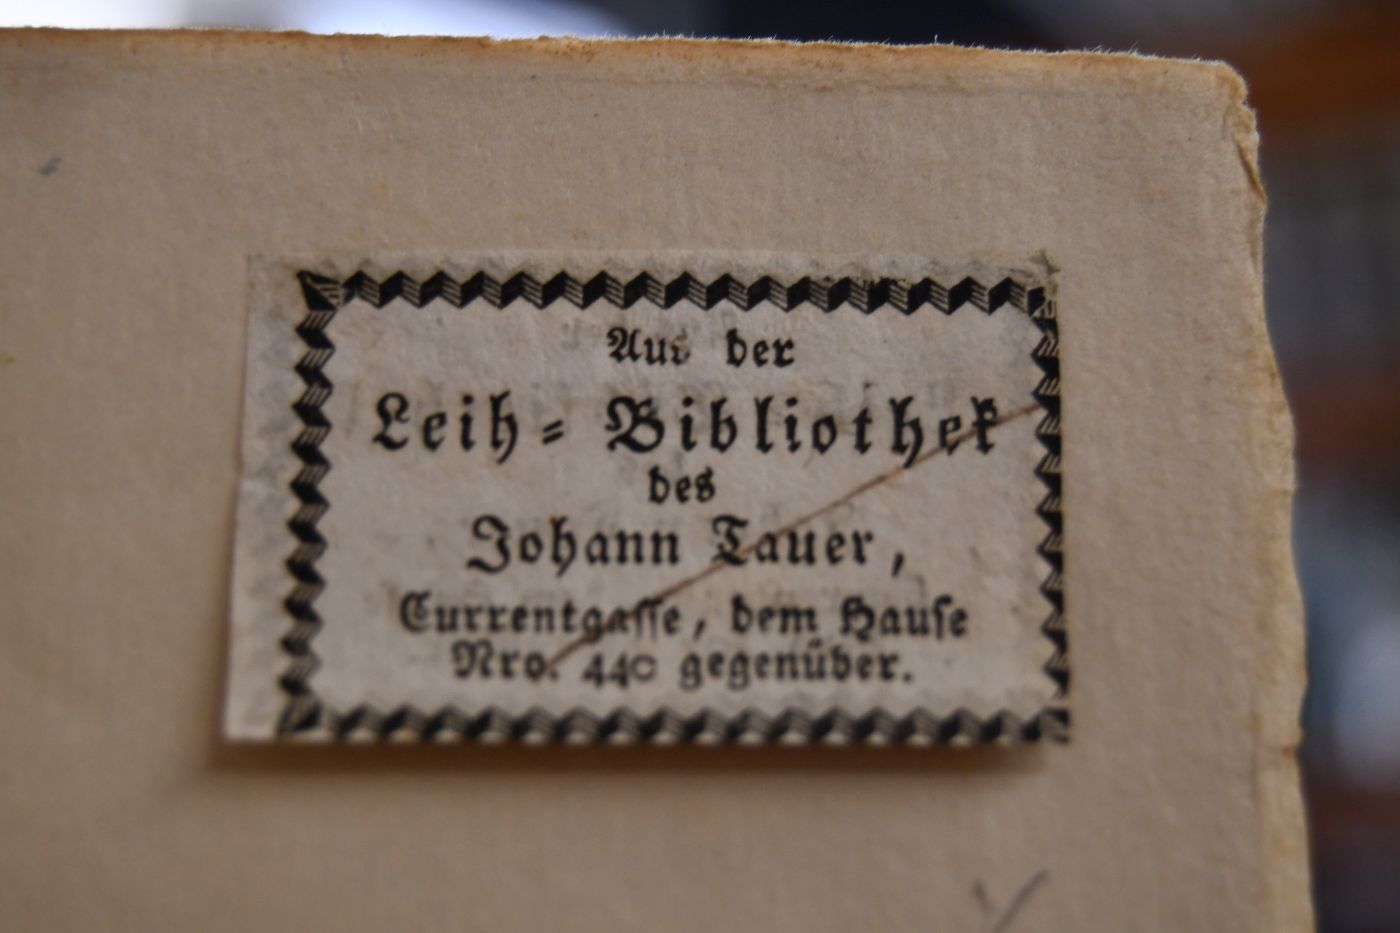 Aus der
Leih-Bibliothek
des
Johann Tauer,
Currentgasse, dem Hause
Nro. 440 gegenüber.